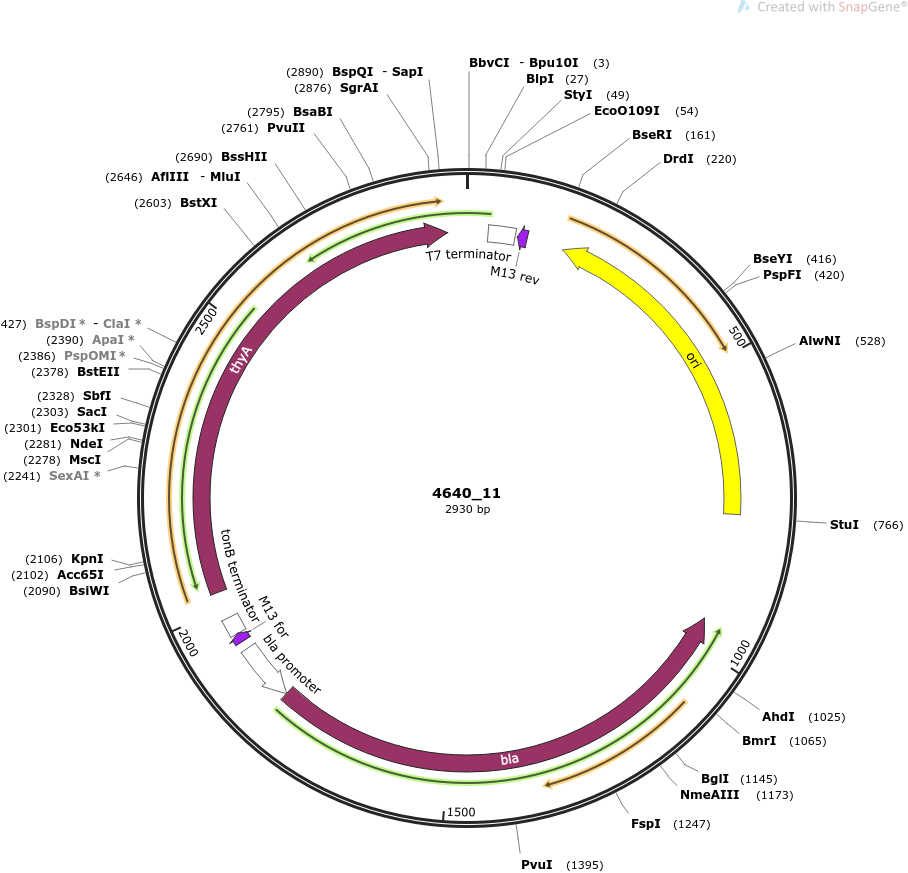 Created with SnapGene®
BbvCI - Bpu10I (3)
BlpI (27)
StyI (49)
EcoO109I (54)
BseRI (161)
DrdI (220)
BseYI (416)
PspFI (420)
AlwNI (528)
StuI (766)
AhdI (1025)
BmrI (1065)
BglI (1145)
NmeAIII (1173)
FspI (1247)
PvuI (1395)
(2890) BspQI - SapI
(2876) SgrAI
(2795) BsaBI
(2761) PvuII
(2690) BssHII
(2646) AflIII - MluI
(2603) BstXI
427) BspDI * - ClaI *
(2390) ApaI *
(2386) PspOMI *
(2378) BstEII
(2328) SbfI
(2303) SacI
(2301) Eco53kI
(2281) NdeI
(2278) MscI
(2241) SexAI *
(2106) KpnI
(2102) Acc65I
(2090) BsiWI
500
1000
1500
2000
2500
T7 terminator
M13 rev
ori
thyA
tonB terminator
M13 for
bla promoter
bla
4640_11
2930 bp